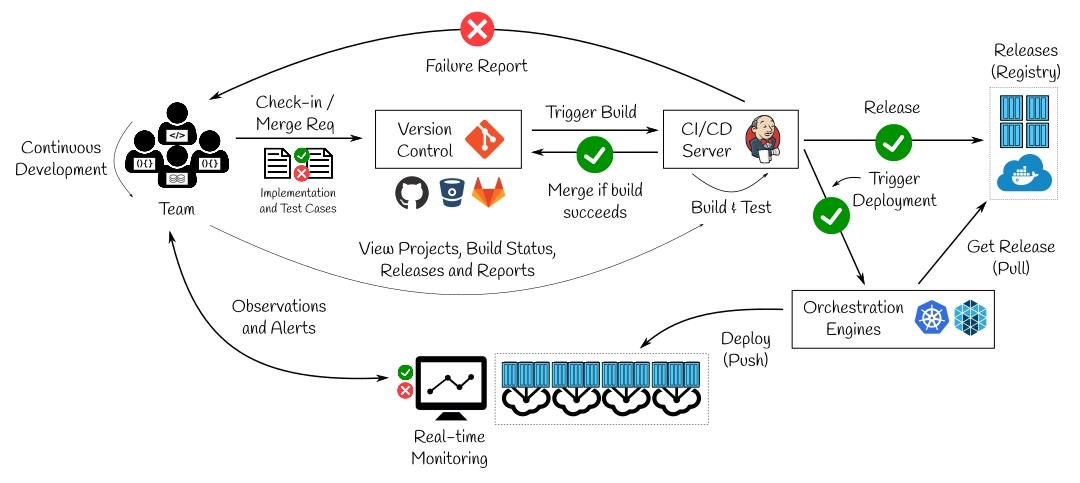 Failure Report
Releases
(Registry)
Check-in /
Merge Req
Release
Trigger Build
Version
Control
CI/CD
Server
Continuous
Development
</>
{()}
{()}
Implementation
and Test Cases
Merge if build
succeeds
Trigger
Deployment
Team
Build & Test
View Projects, Build Status,
Releases and Reports
Get Release
(Pull)
Observations
and Alerts
Orchestration
Engines
Deploy
(Push)
Real-time
Monitoring